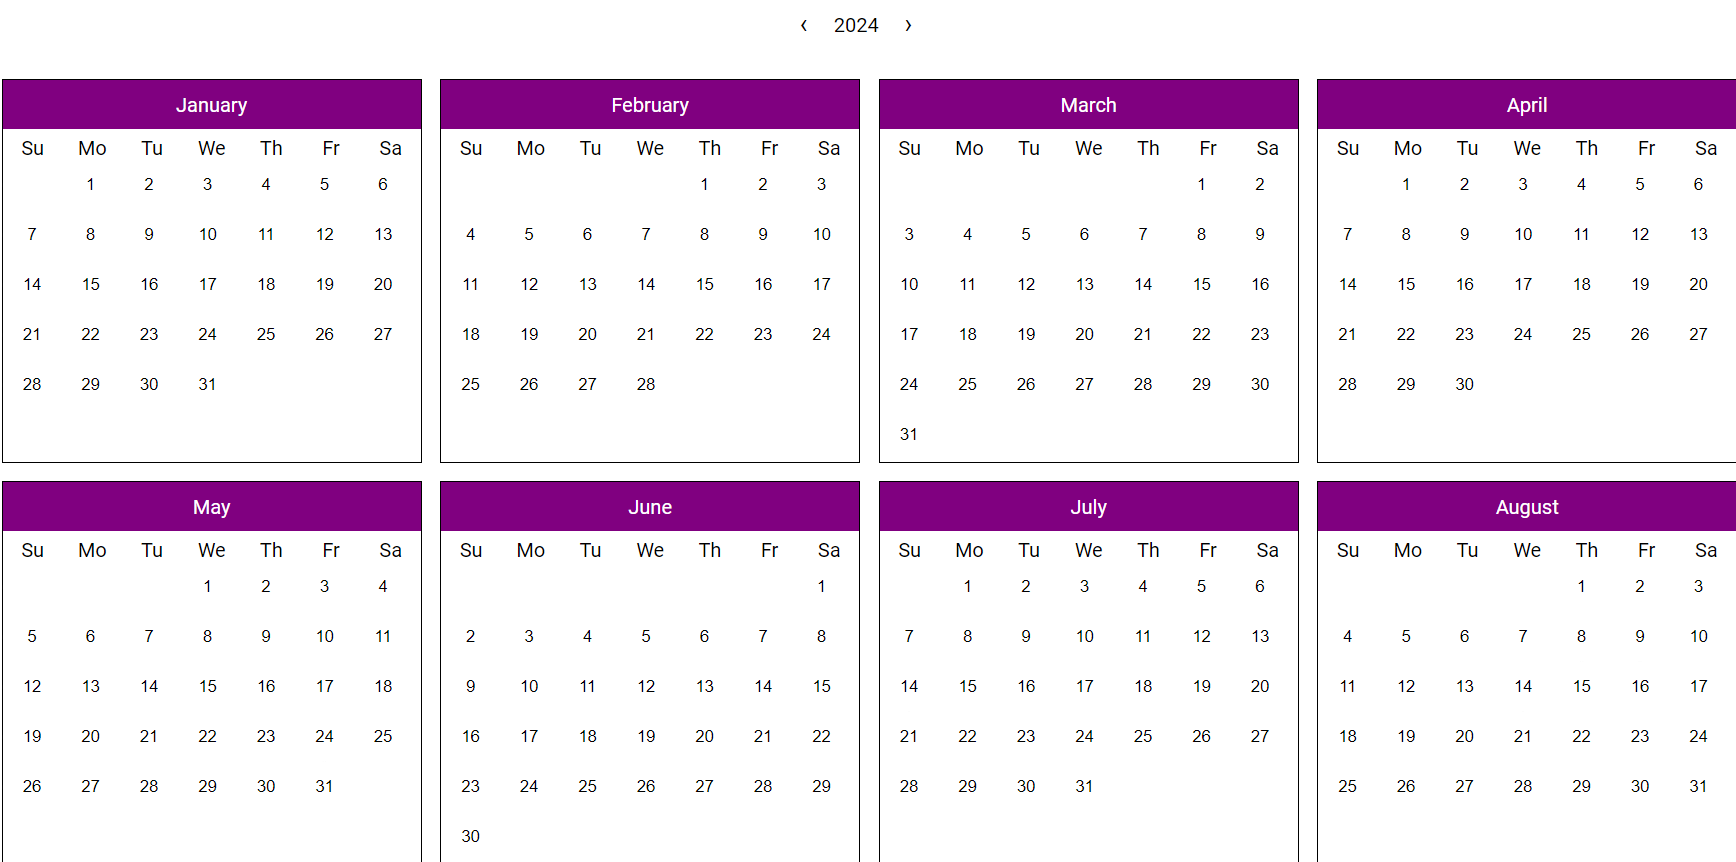 ‹ 2024 ›
January February March April
Su Mo Tu We Th Fr Sa Su Mo Tu We Th Fr Sa Su Mo Tu We Th Fr Sa Su Mo Tu We Th Fr Sa
1 2 3 4 5 6 1 2 3 1 2 1 2 3 4 5 6
7 8 9 10 11 12 13 4 5 6 7 8 9 10 3 4 5 6 7 8 9 7 8 9 10 11 12 13
14 15 16 17 18 19 20 11 12 13 14 15 16 17 10 11 12 13 14 15 16 14 15 16 17 18 19 20
21 22 23 24 25 26 27 18 19 20 21 22 23 24 17 18 19 20 21 22 23 21 22 23 24 25 26 27
28 29 30 31 25 26 27 28 24 25 26 27 28 29 30 28 29 30
31
May June July August
Su Mo Tu We Th Fr Sa Su Mo Tu We Th Fr Sa Su Mo Tu We Th Fr Sa Su Mo Tu We Th Fr Sa
1 2 3 4 1 1 2 3 4 5 6 1 2 3
5 6 7 8 9 10 11 2 3 4 5 6 7 8 7 8 9 10 11 12 13 4 5 6 7 8 9 10
12 13 14 15 16 17 18 9 10 11 12 13 14 15 14 15 16 17 18 19 20 11 12 13 14 15 16 17
19 20 21 22 23 24 25 16 17 18 19 20 21 22 21 22 23 24 25 26 27 18 19 20 21 22 23 24
26 27 28 29 30 31 23 24 25 26 27 28 29 28 29 30 31 25 26 27 28 29 30 31
30